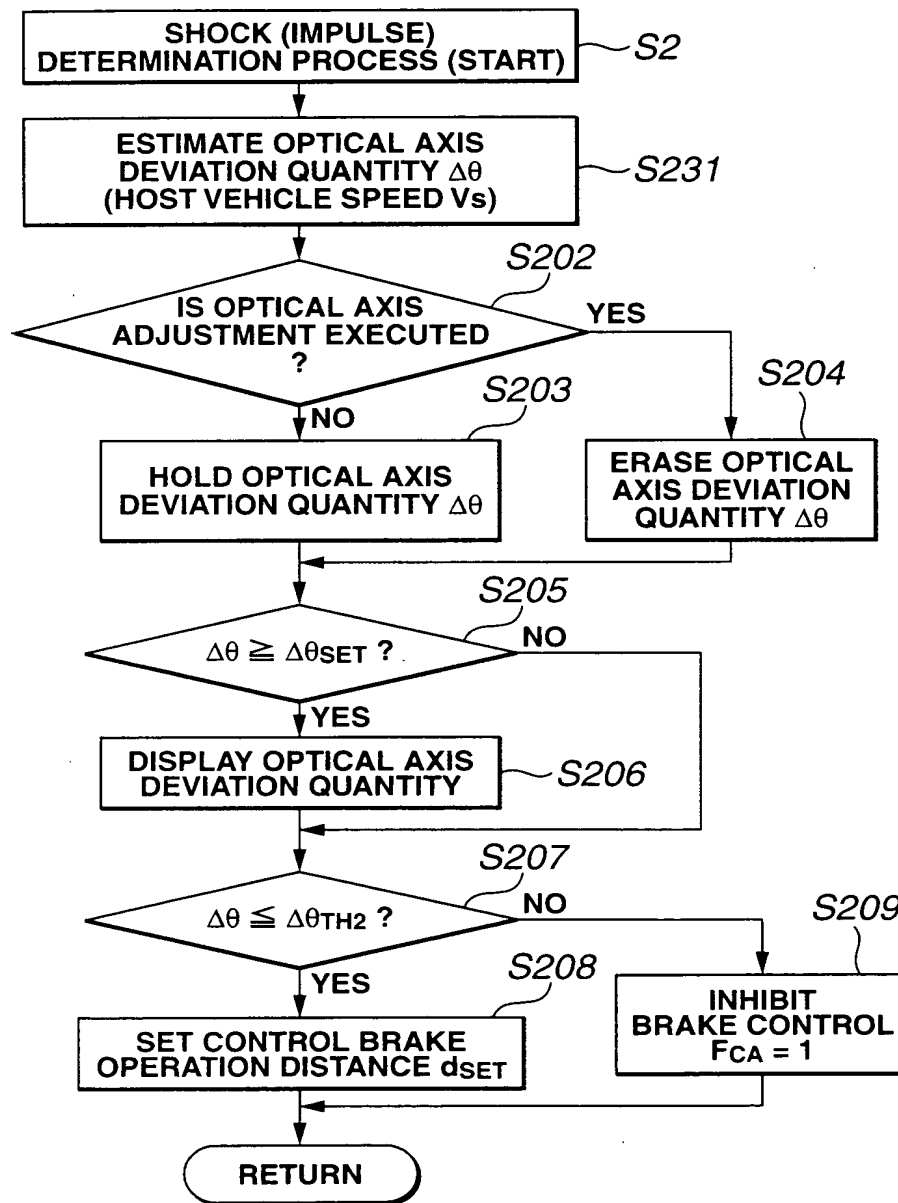 SHOCK (IMPULSE)
DETERMINATION PROCESS (START)
S2
ESTIMATE OPTICAL AXIS
DEVIATION QUANTITY Δθ
(HOST VEHICLE SPEED Vs)
S231
S202
IS OPTICAL AXIS
ADJUSTMENT EXECUTED
?
YES
NO
S203
HOLD OPTICAL AXIS
DEVIATION QUANTITY Δθ
S204
ERASE OPTICAL
AXIS DEVIATION
QUANTITY Δθ
S205
Δθ ≧ ΔθSET ?
NO
YES
DISPLAY OPTICAL AXIS
DEVIATION QUANTITY
S206
S207
Δθ ≦ ΔθTH2 ?
NO
YES
S208
SET CONTROL BRAKE
OPERATION DISTANCE dSET
S209
INHIBIT
BRAKE CONTROL
FCA = 1
RETURN